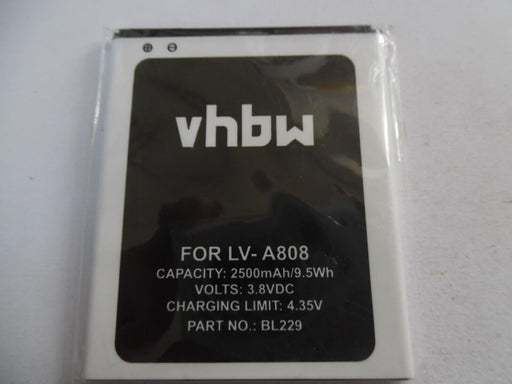 vhbw
FOR LV- A808
CAPACITY: 2500mAh/9.5Wh
VOLTS: 3.8VDC
CHARGING LIMIT: 4.35V
PART NO.: BL229